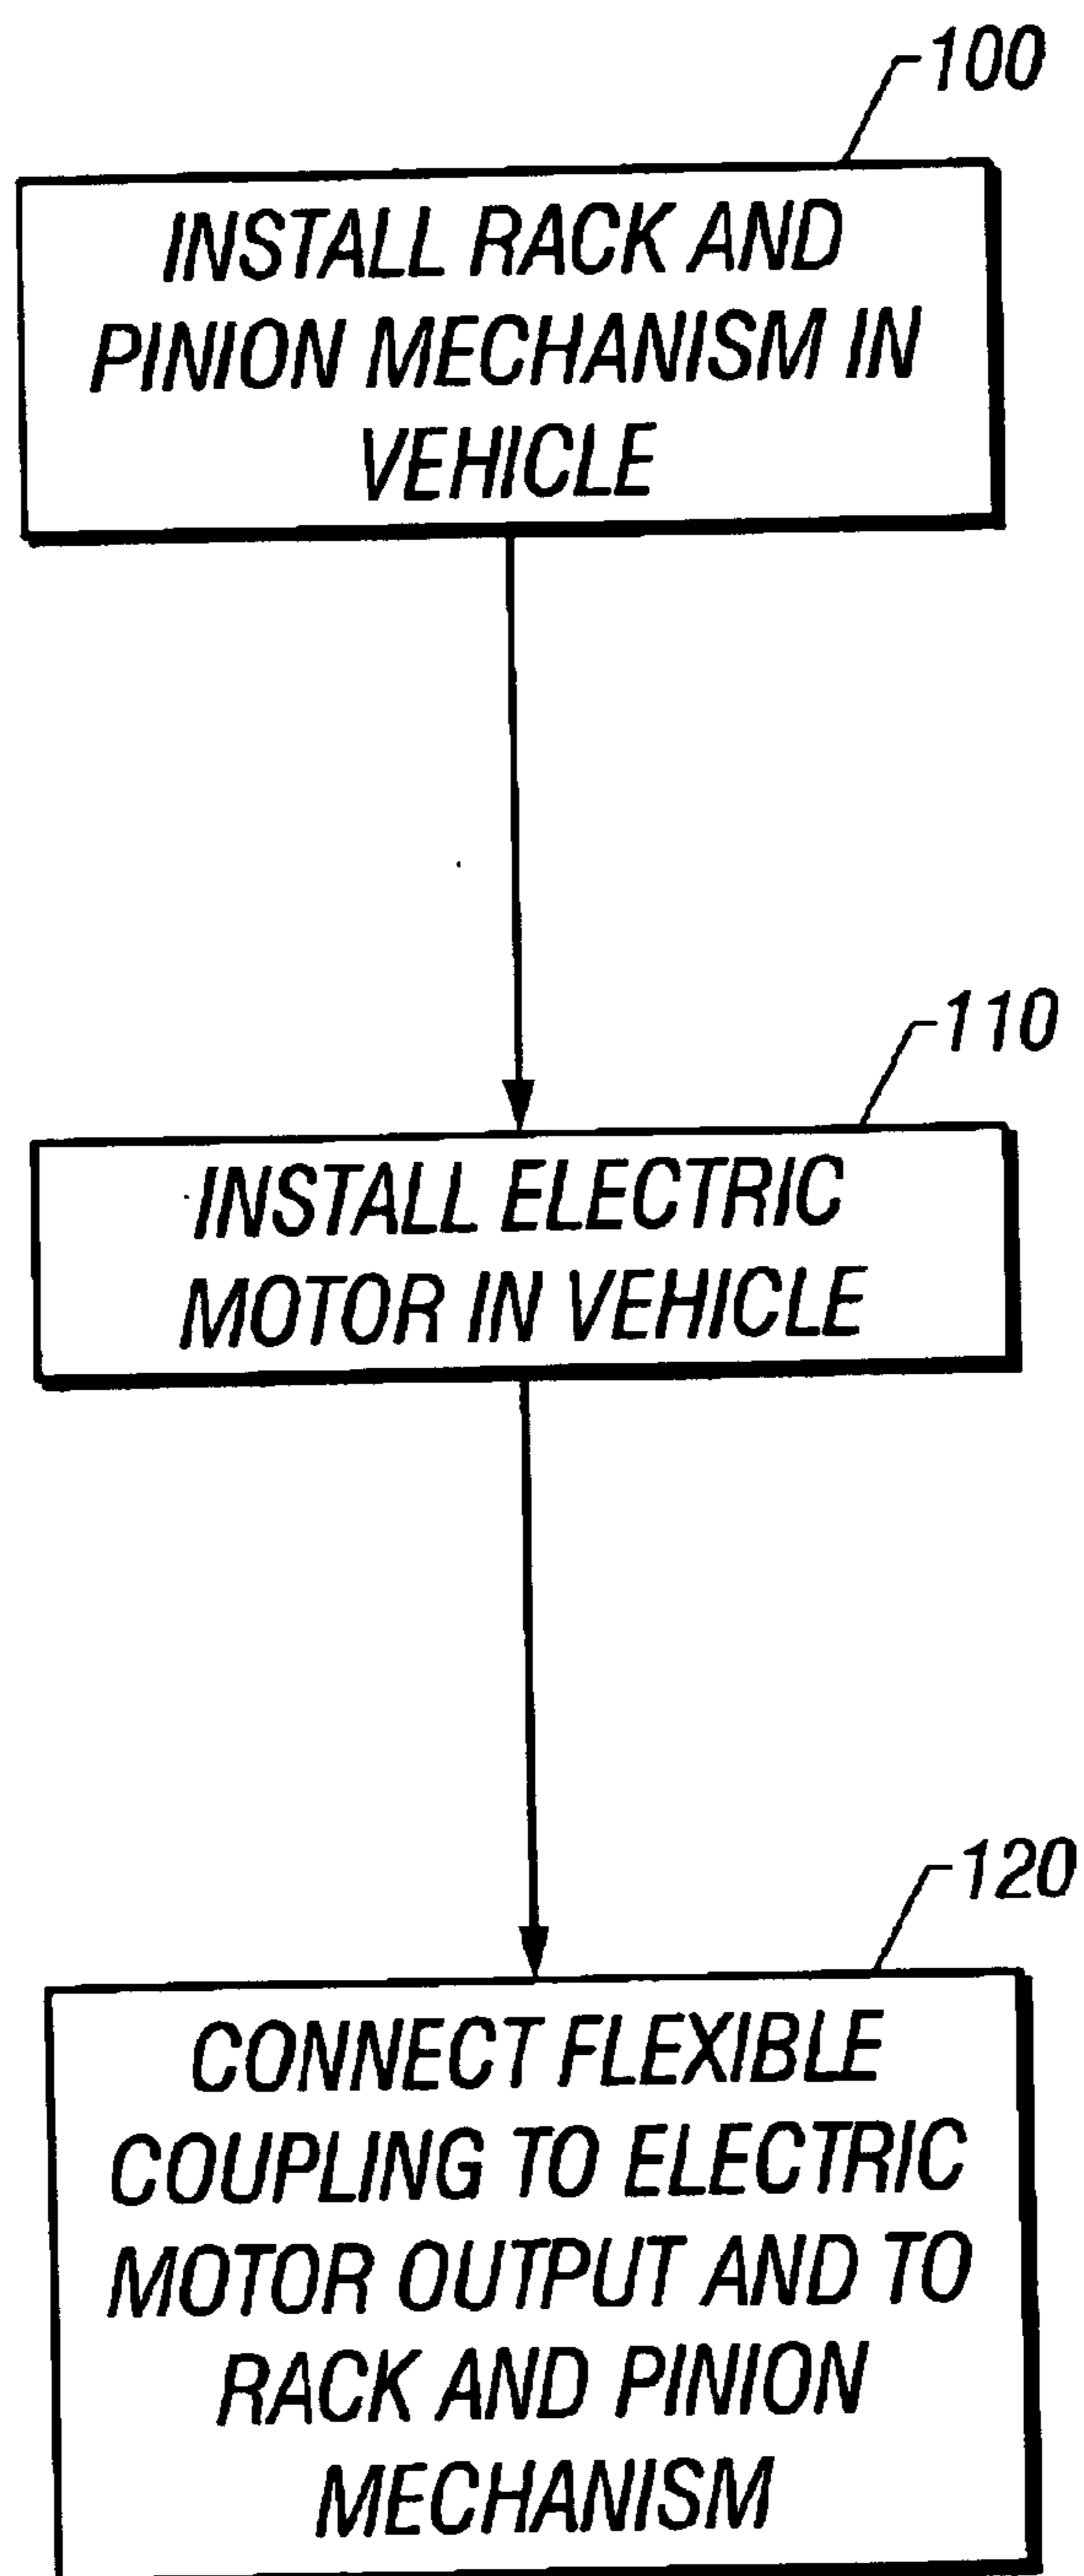 100
INSTALL RACK AND
PINION MECHANISM IN
VEHICLE
110
INSTALL ELECTRIC
MOTOR IN VEHICLE
120
CONNECT FLEXIBLE
COUPLING TO ELECTRIC
MOTOR OUTPUT AND TO
RACK AND PINION
MECHANISM